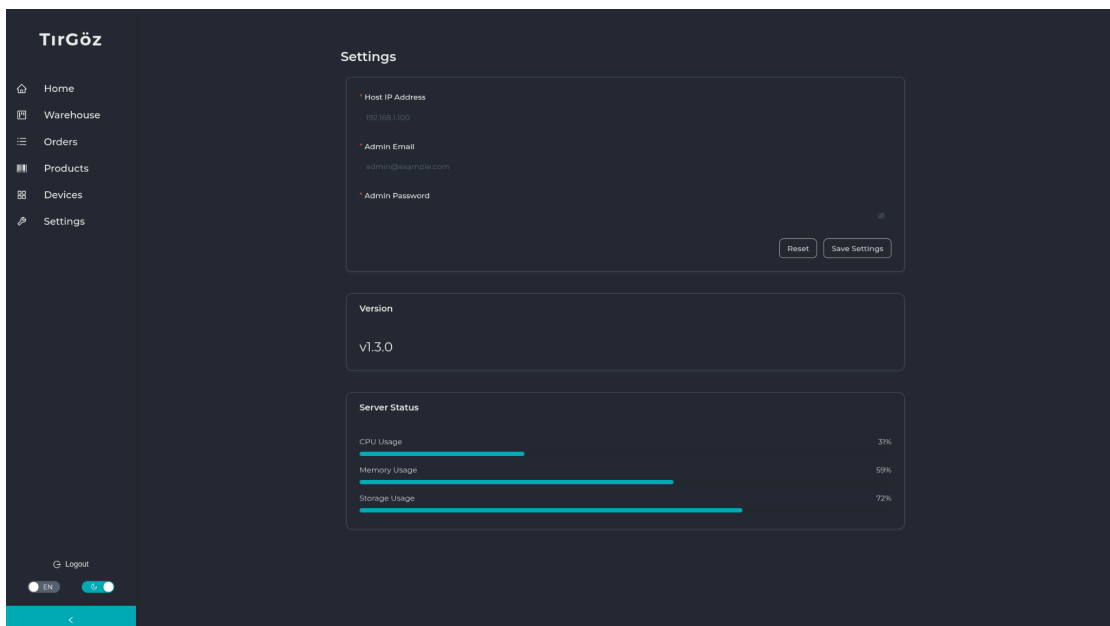 TırGöz
Home
Warehouse
Orders
Products
Devices
Settings
Logout
EN
<
Settings
* Host IP Address
192.168.1.100
* Admin Email
admin@example.com
* Admin Password
Reset
Save Settings
Version
v1.3.0
Server Status
CPU Usage 31%
Memory Usage 59%
Storage Usage 72%